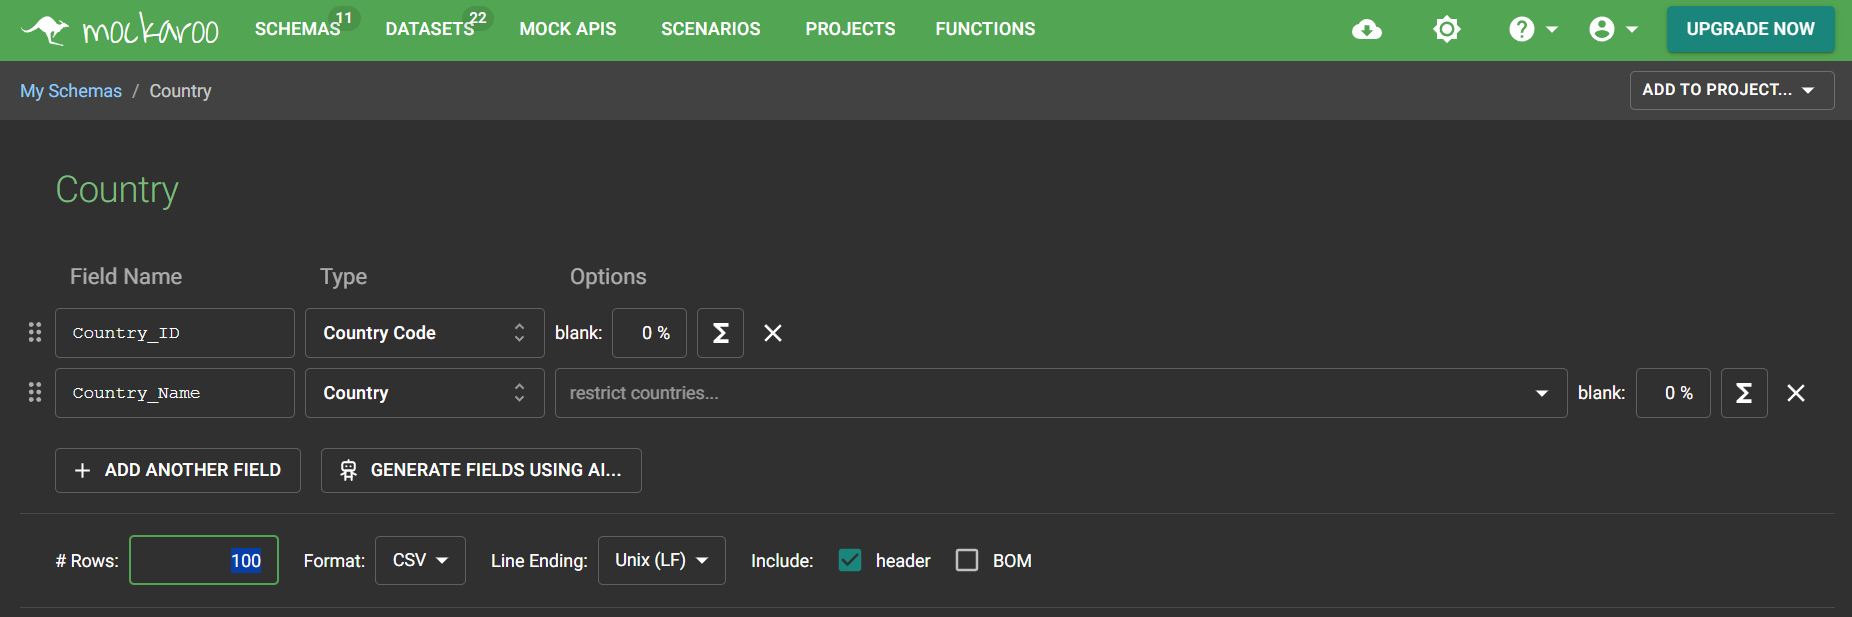 mockaroo
SCHEMAS 11 DATASETS 22 MOCK APIS SCENARIOS PROJECTS FUNCTIONS ? UPGRADE NOW
My Schemas / Country ADD TO PROJECT...
Country
Field Name Type Options
Country_ID Country Code blank: 0 % Σ
Country_Name Country restrict countries... blank: 0 % Σ
+ ADD ANOTHER FIELD GENERATE FIELDS USING AI...
# Rows: 100 Format: CSV Line Ending: Unix (LF) Include: header BOM